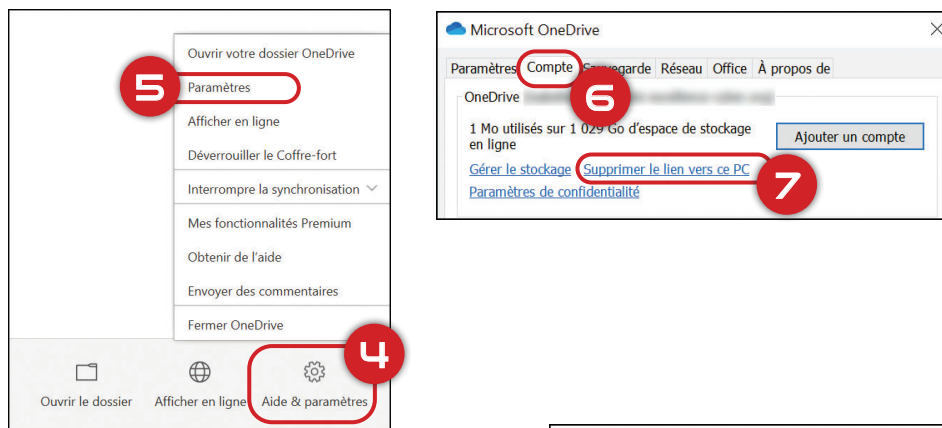 Ouvrir votre dossier OneDrive
5
Paramètres
Afficher en ligne
Déverrouiller le Coffre-fort
Interrompre la synchronisation
Mes fonctionnalités Premium
Obtenir de l'aide
Envoyer des commentaires
Fermer OneDrive
4
Ouvrir le dossier Afficher en ligne Aide & paramètres
Microsoft OneDrive
Paramètres Compte Sauvegarde Réseau Office À propos de
6
OneDrive
1 Mo utilisés sur 1 029 Go d'espace de stockage
en ligne
Ajouter un compte
Gérer le stockage Supprimer le lien vers ce PC
7
Paramètres de confidentialité